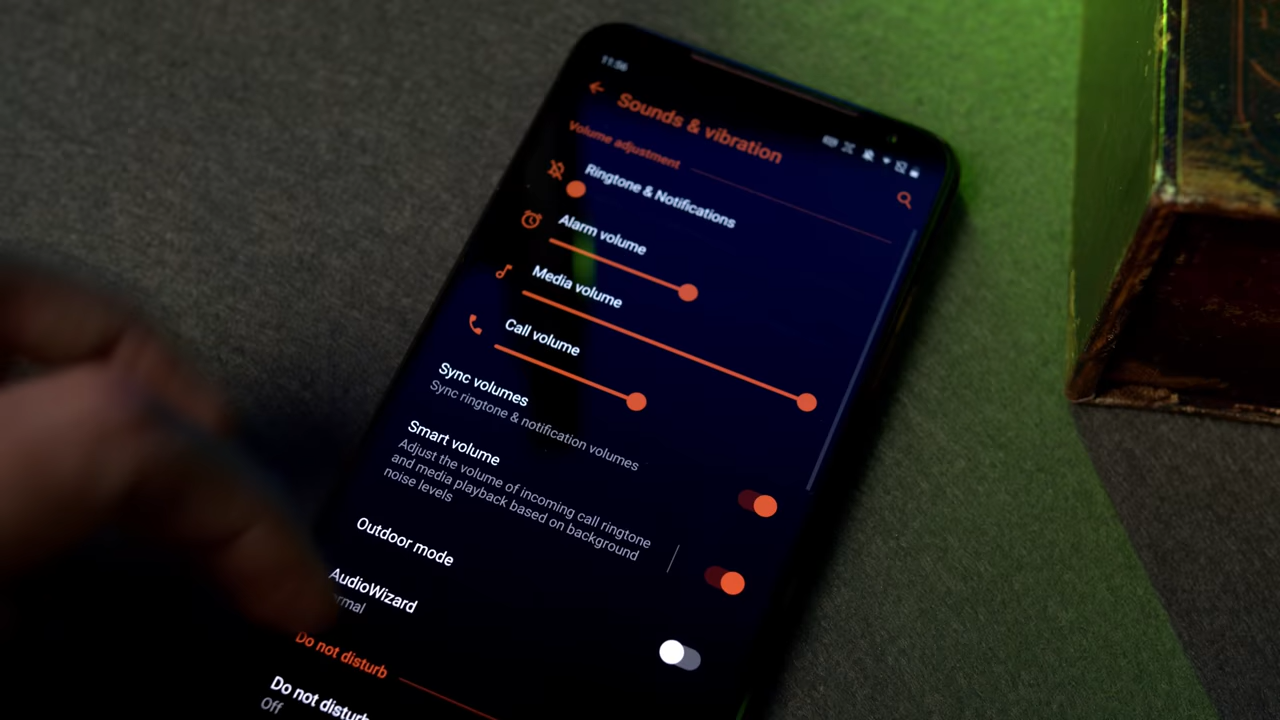 11:56
Sounds & vibration
Volume adjustment
Ringtone & Notifications
Alarm volume
Media volume
Call volume
Sync volumes
Sync ringtone & notification volumes
Smart volume
Adjust the volume of incoming call ringtone
and media playback based on background
noise levels
Outdoor mode
AudioWizard
rmal
Do not disturb
Do not disturb
Off